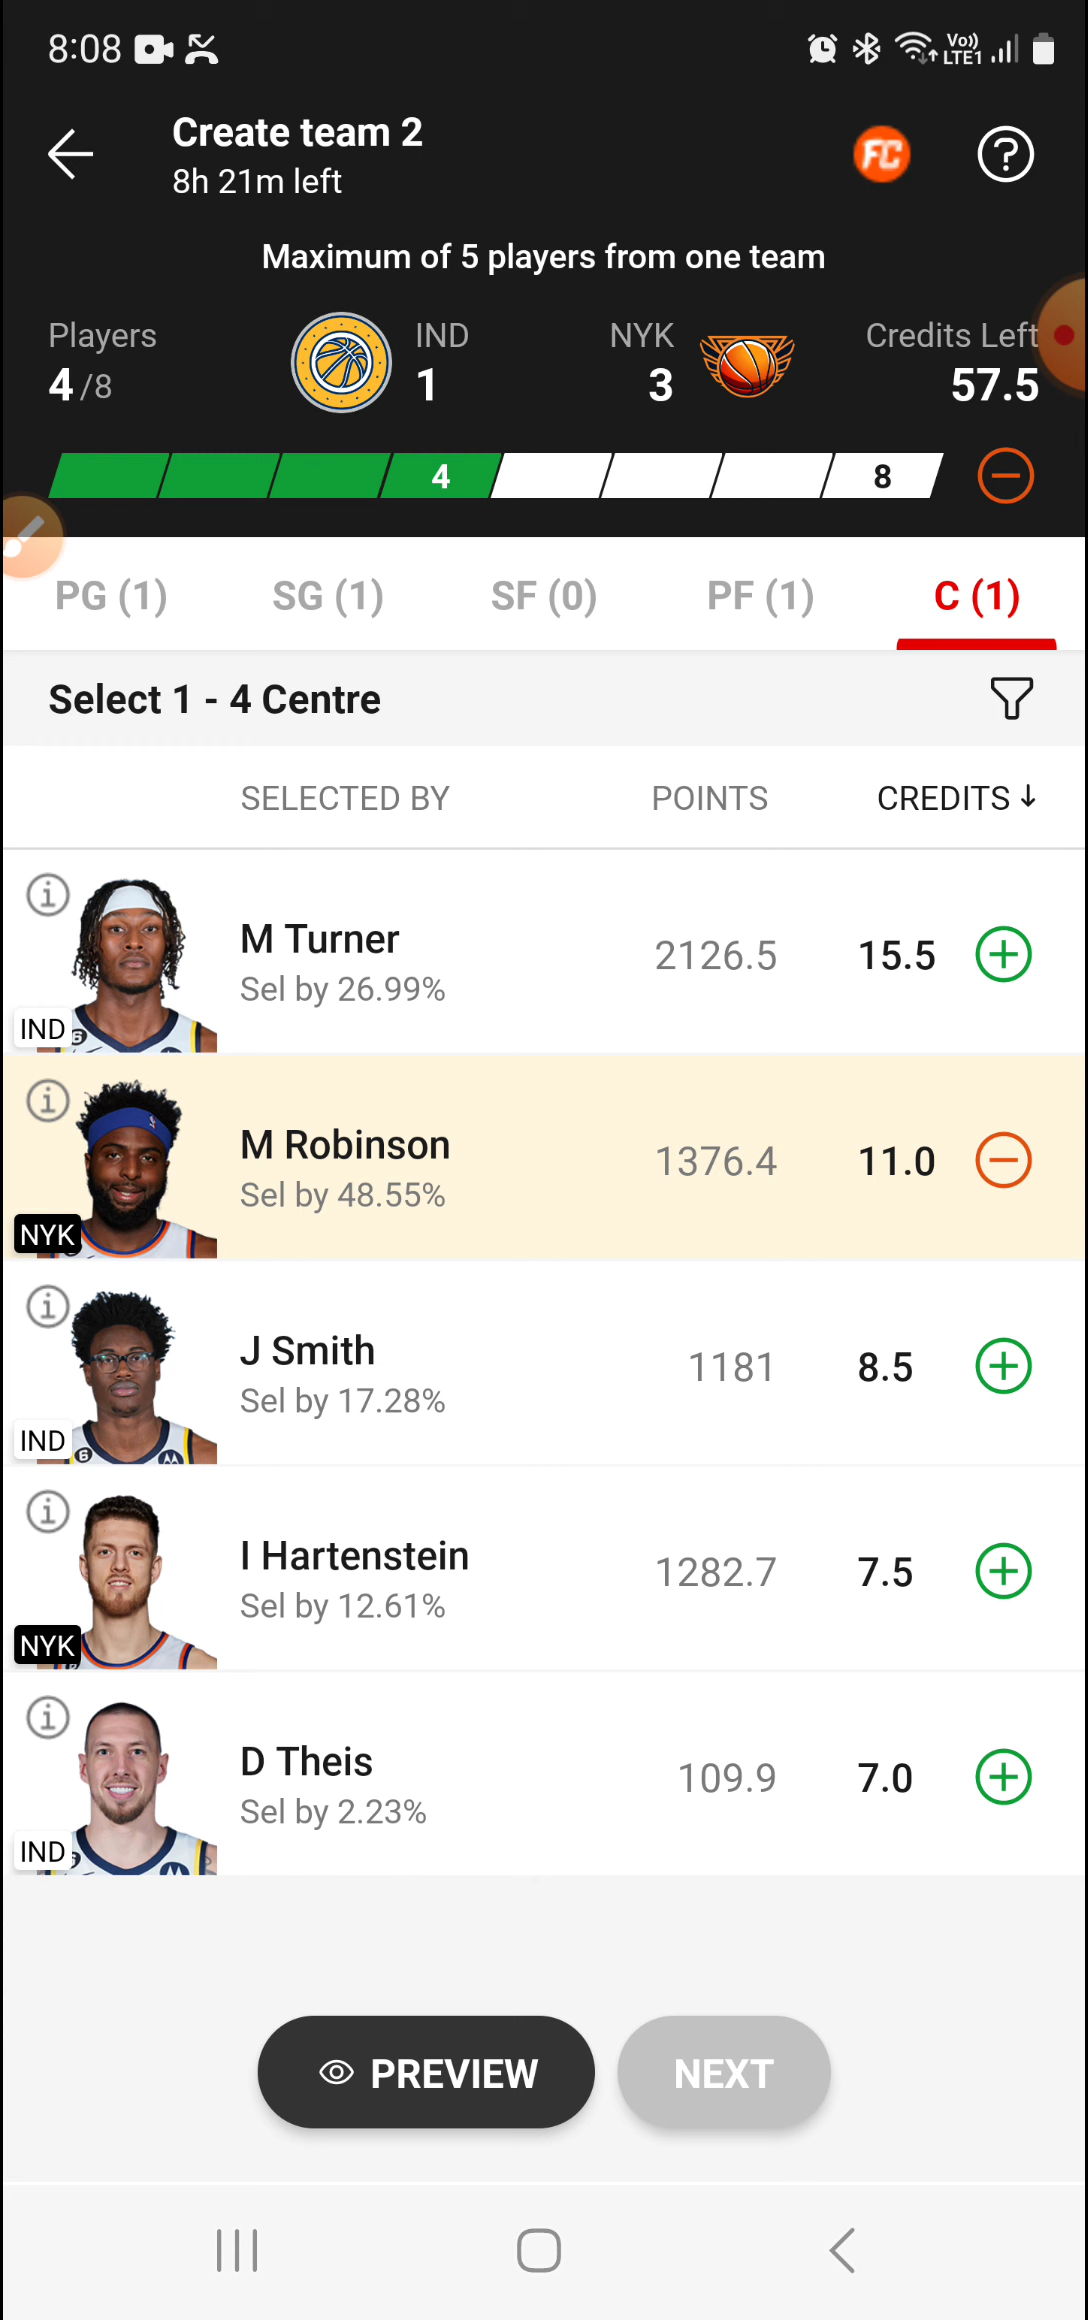 8:08
Vo))
LTE1
Create team 2
8h 21m left
FC
?
Maximum of 5 players from one team
Players
4/8
IND
1
NYK
3
Credits Left
57.5
4
8
PG (1)
SG (1)
SF (0)
PF (1)
C (1)
Select 1 - 4 Centre
SELECTED BY
POINTS
CREDITS ↓
i
M Turner
Sel by 26.99%
2126.5
15.5
IND
6
i
M Robinson
Sel by 48.55%
1376.4
11.0
NYK
i
J Smith
Sel by 17.28%
1181
8.5
IND
6
i
I Hartenstein
Sel by 12.61%
1282.7
7.5
NYK
i
D Theis
Sel by 2.23%
109.9
7.0
IND
PREVIEW
NEXT